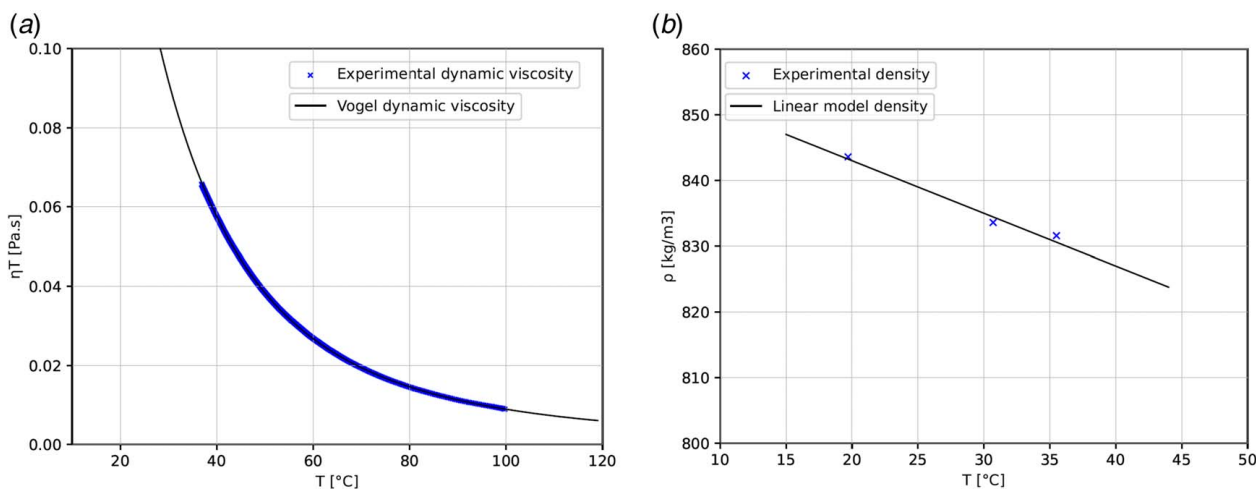 (a)
0.10
0.08
0.06
0.04
0.02
0.00
ηT [Pa.s]
Experimental dynamic viscosity
Vogel dynamic viscosity
20 40 60 80 100 120
T [°C]
(b)
860
850
840
830
820
810
800
ρ [kg/m3]
Experimental density
Linear model density
10 15 20 25 30 35 40 45 50
T [°C]